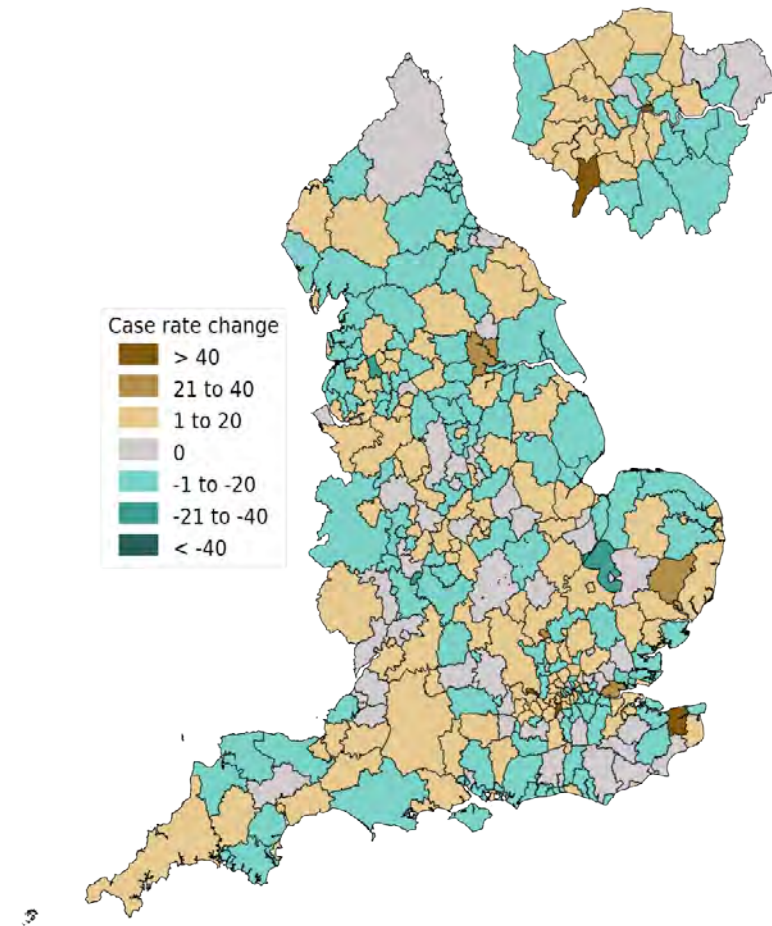 Case rate change
> 40
21 to 40
1 to 20
0
-1 to -20
-21 to -40
< -40